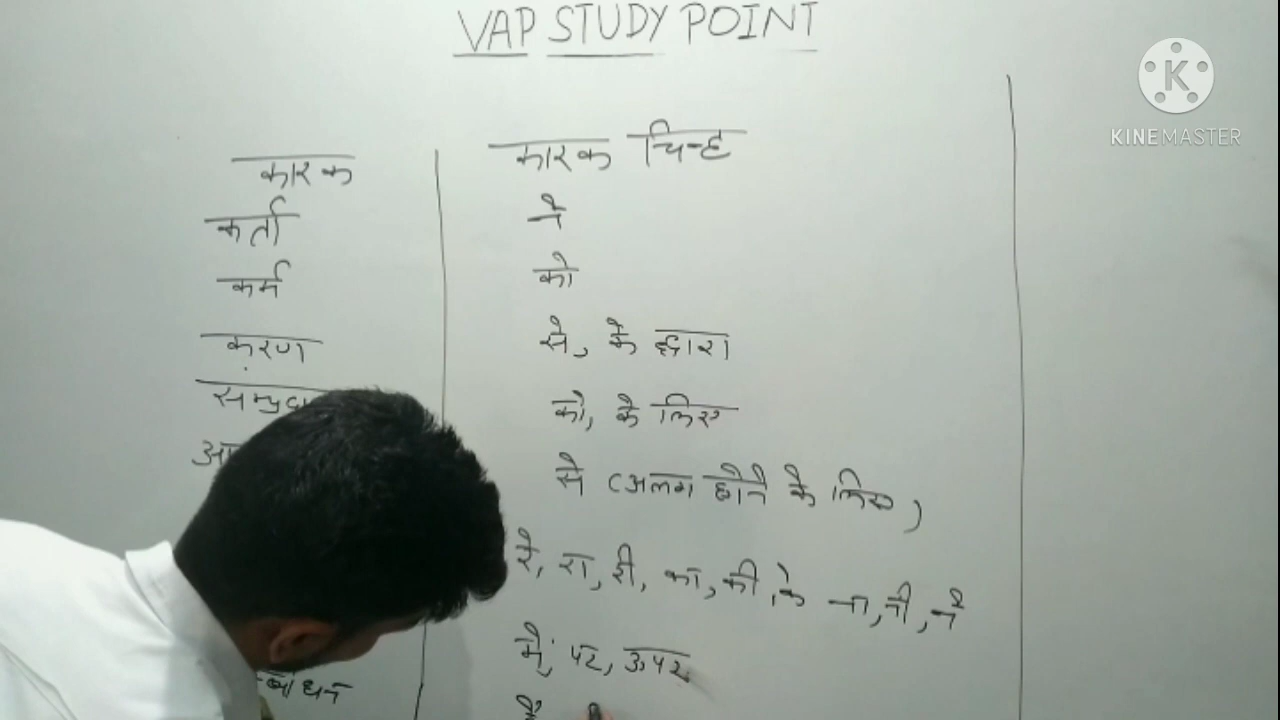 VAP STUDY POINT
KINEMASTER
कारक कारक चिन्ह
कर्ता ने
कर्म को
करण से, के द्वारा
को, के लिए
से (अलग होने के लिए)
रे, रा, री, का, की, के ना, नी, ने
में, पर, ऊपर